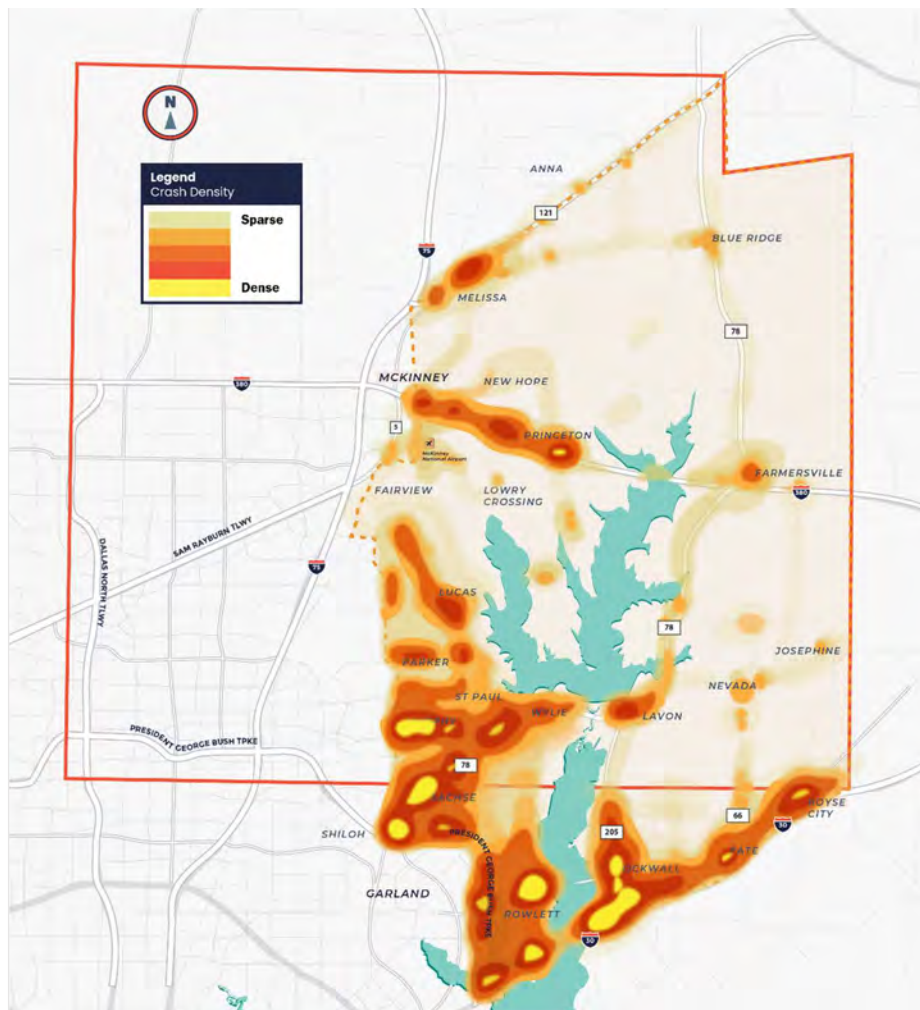 N
Legend
Crash Density
Sparse
Dense
ANNA
121
BLUE RIDGE
75
MELISSA
78
380
MCKINNEY
NEW HOPE
5
McKinney
National Airport
PRINCETON
FARMERSVILLE
380
FAIRVIEW
LOWRY
CROSSING
SAM RAYBURN TLWY
DALLAS NORTH TLWY
75
LUCAS
78
PARKER
JOSEPHINE
ST PAUL
NEVADA
WYLIE
LAVON
PRESIDENT GEORGE BUSH TPKE
78
SACHSE
SHILOH
PRESIDENT GEORGE BUSH TPKE
205
66
ROYSE
CITY
30
FATE
ROCKWALL
GARLAND
ROWLETT
30